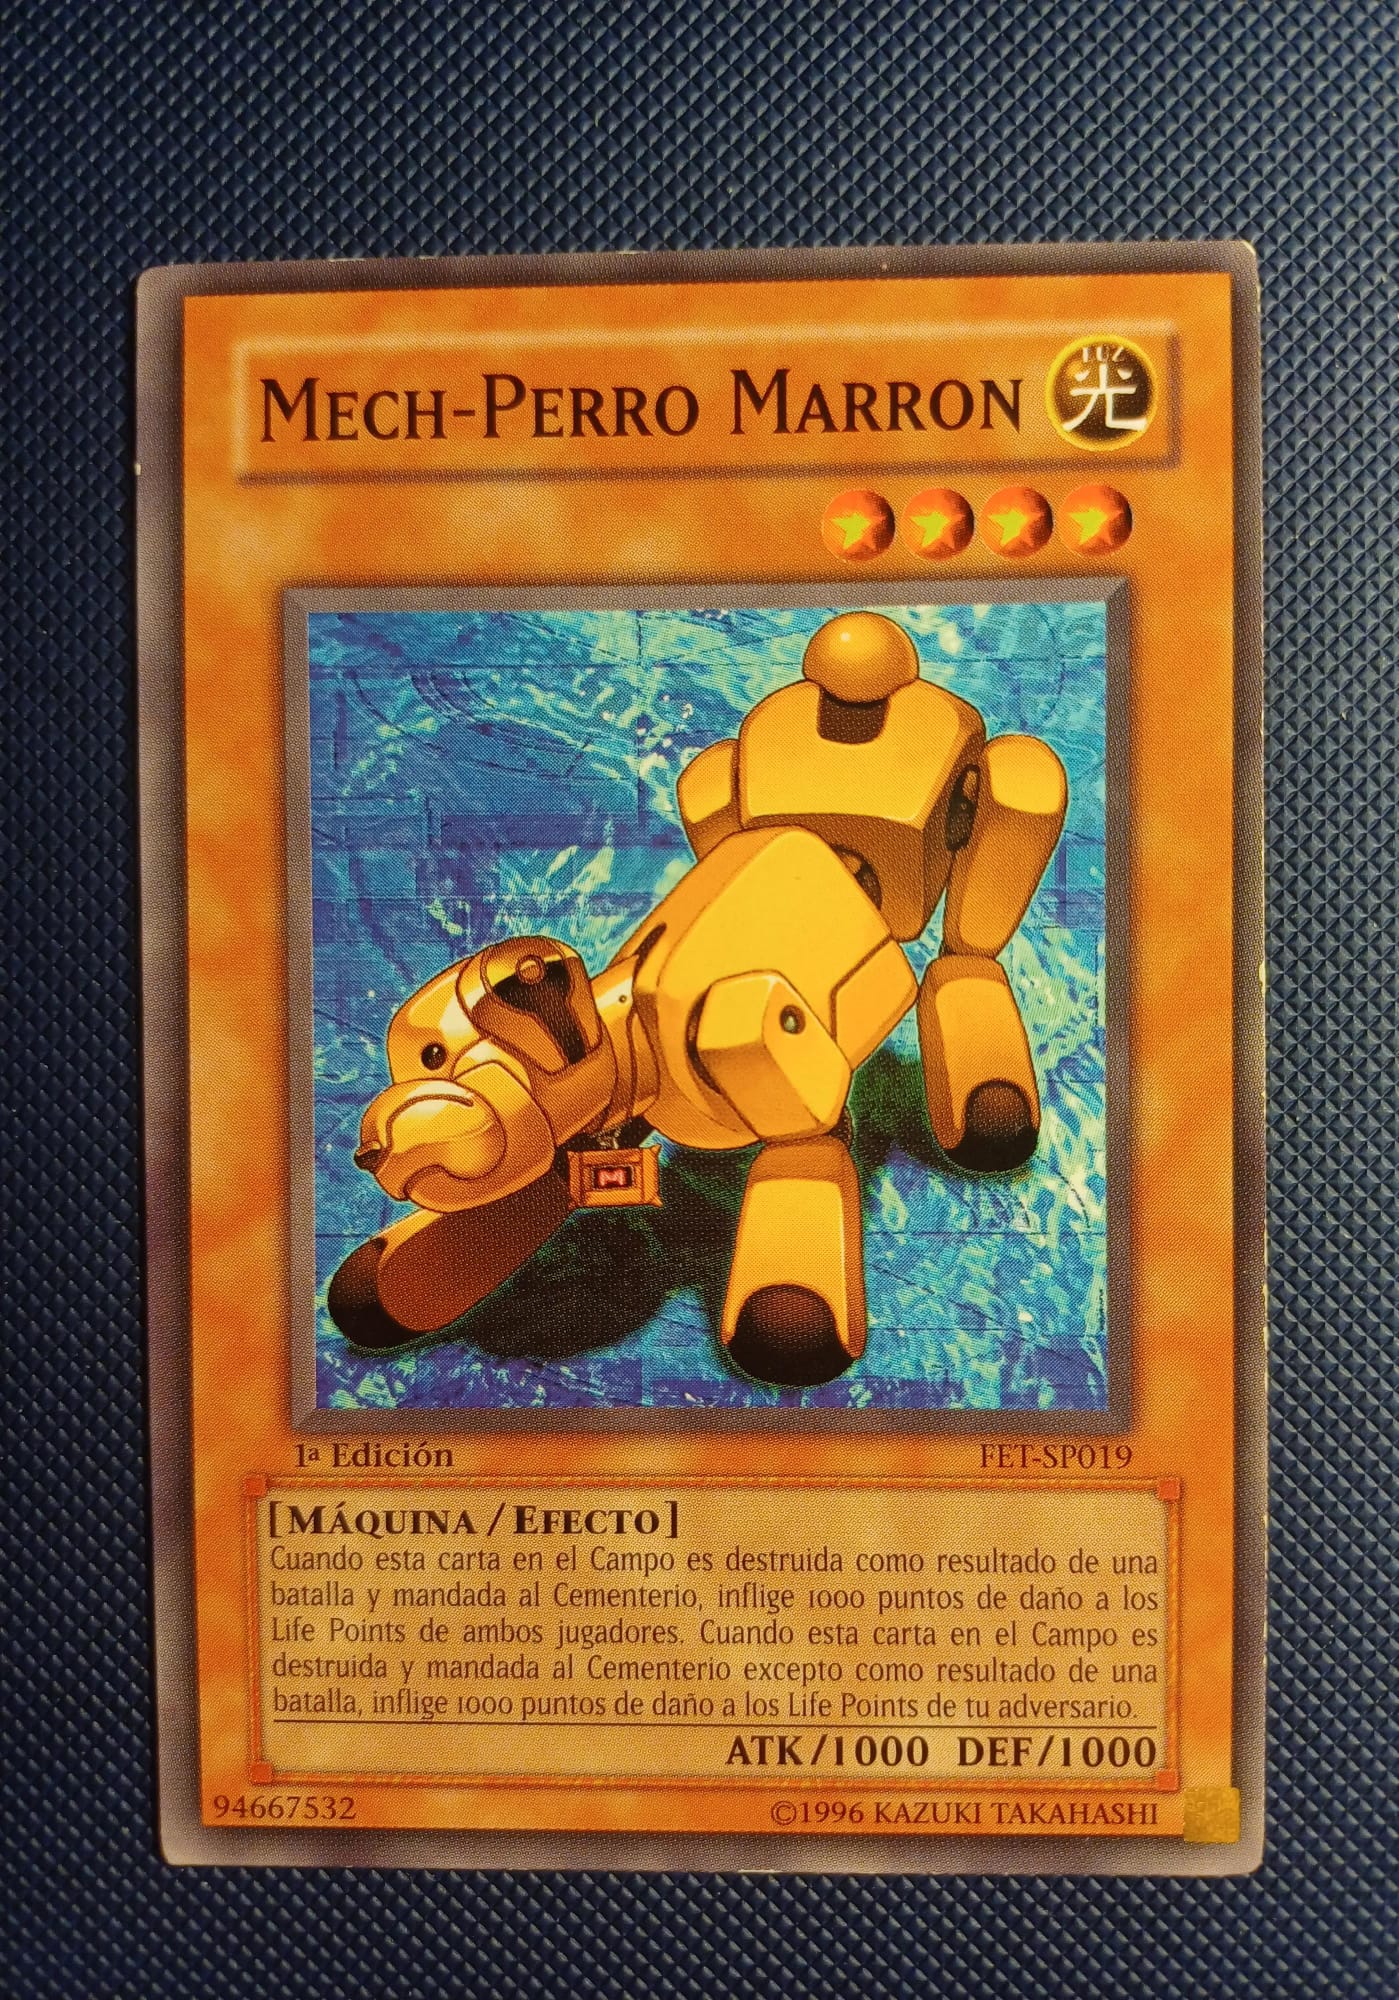 MECH-PERRO MARRON
LUZ
光
1ª Edición
FET-SP019
[MÁQUINA / EFECTO]
Cuando esta carta en el Campo es destruida como resultado de una
batalla y mandada al Cementerio, inflige 1000 puntos de daño a los
Life Points de ambos jugadores. Cuando esta carta en el Campo es
destruida y mandada al Cementerio excepto como resultado de una
batalla, inflige 1000 puntos de daño a los Life Points de tu adversario.
ATK/1000 DEF/1000
94667532
©1996 KAZUKI TAKAHASHI